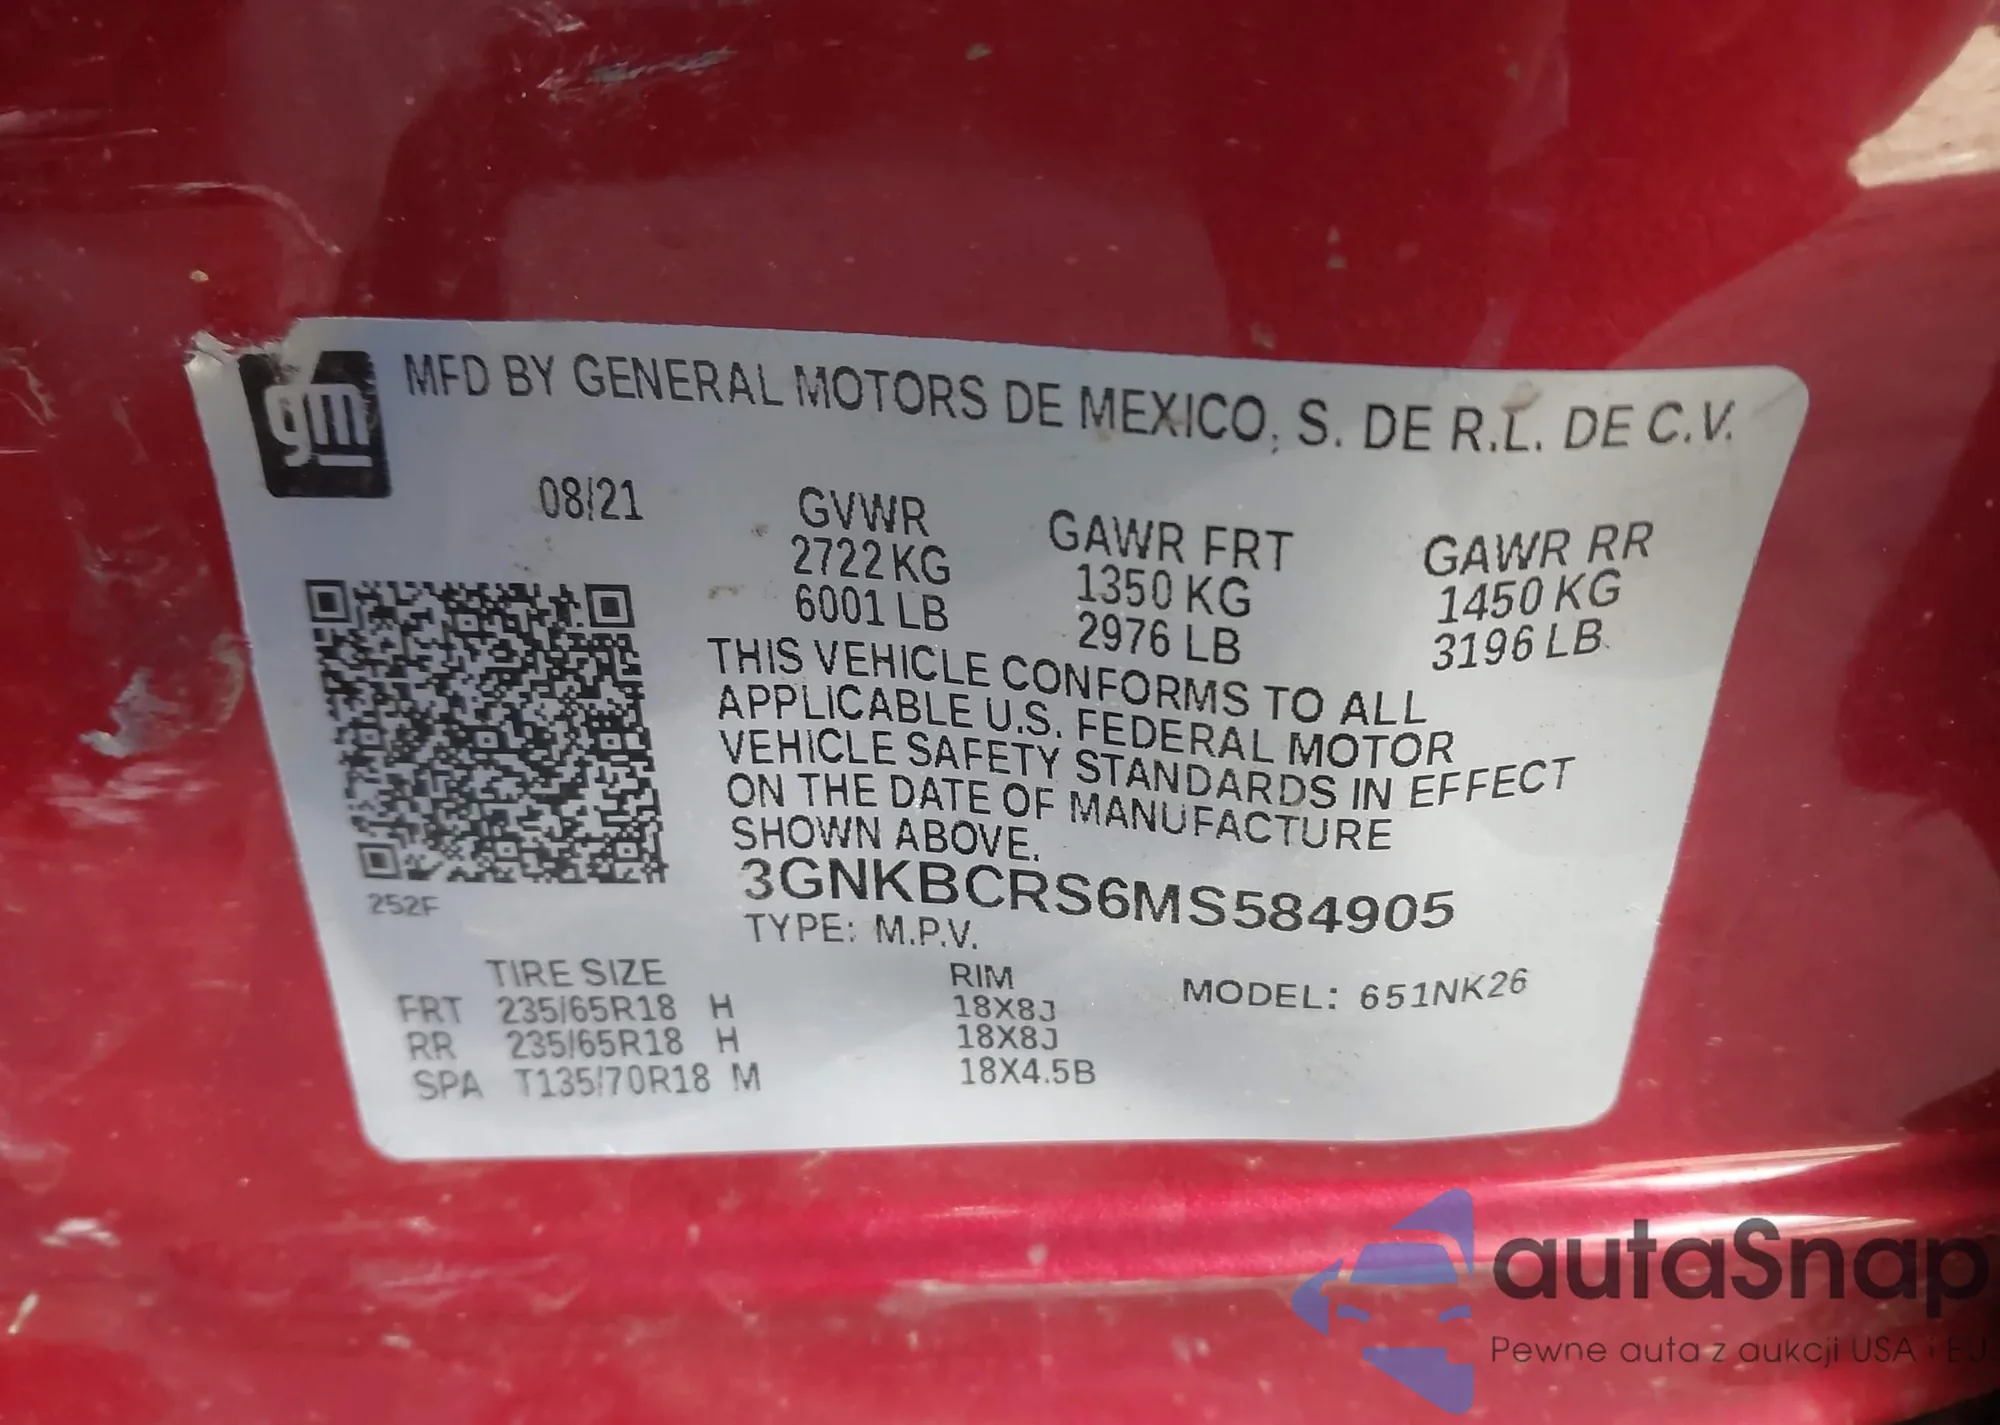 gm
MFD BY GENERAL MOTORS DE MEXICO, S. DE R.L. DE C.V.
08/21
GVWR GAWR FRT GAWR RR
2722 KG 1350 KG 1450 KG
6001 LB 2976 LB 3196 LB
THIS VEHICLE CONFORMS TO ALL
APPLICABLE U.S. FEDERAL MOTOR
VEHICLE SAFETY STANDARDS IN EFFECT
ON THE DATE OF MANUFACTURE
SHOWN ABOVE.
3GNKBCRS6MS584905
252F
TYPE: M.P.V.
TIRE SIZE RIM MODEL: 651NK26
FRT 235/65R18 H 18X8J
RR 235/65R18 H 18X8J
SPA T135/70R18 M 18X4.5B
autaSnap
Pewne auta z aukcji USA i EU